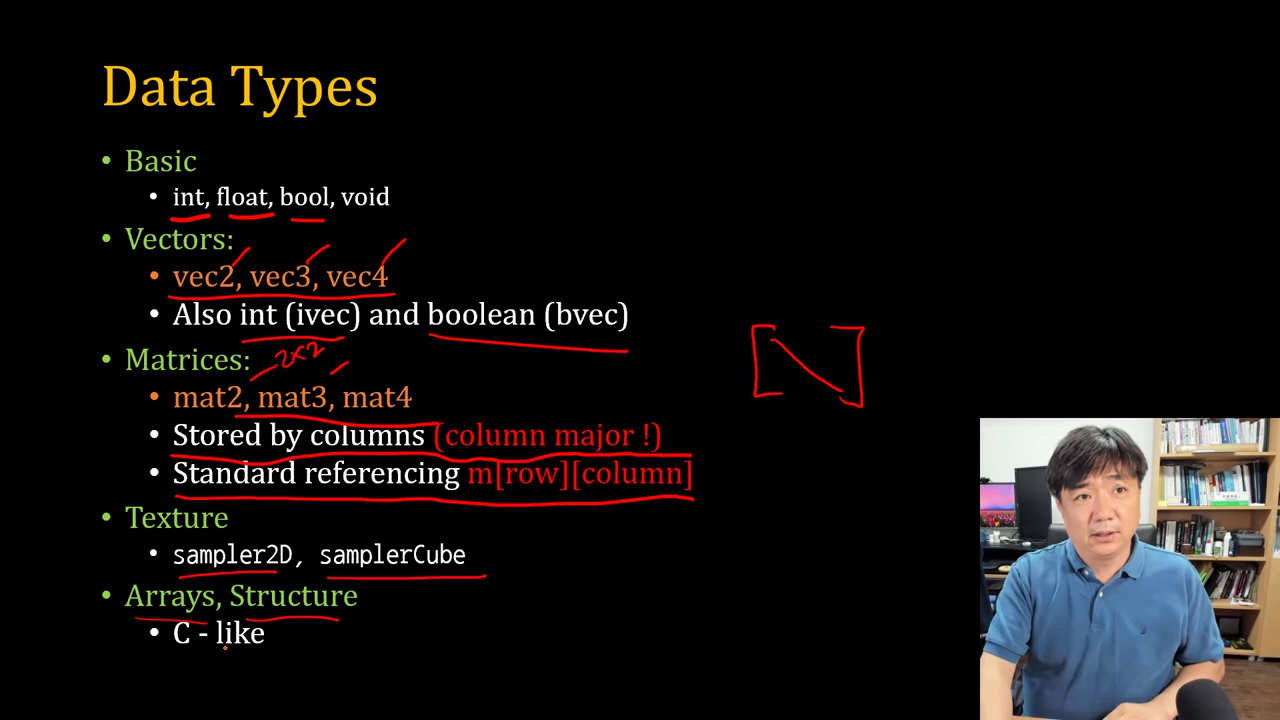 Data Types
• Basic
• int, float, bool, void
• Vectors:
• vec2, vec3, vec4
• Also int (ivec) and boolean (bvec)
• Matrices:
2x2
• mat2, mat3, mat4
• Stored by columns (column major !)
• Standard referencing m[row][column]
• Texture
• sampler2D, samplerCube
• Arrays, Structure
• C - like